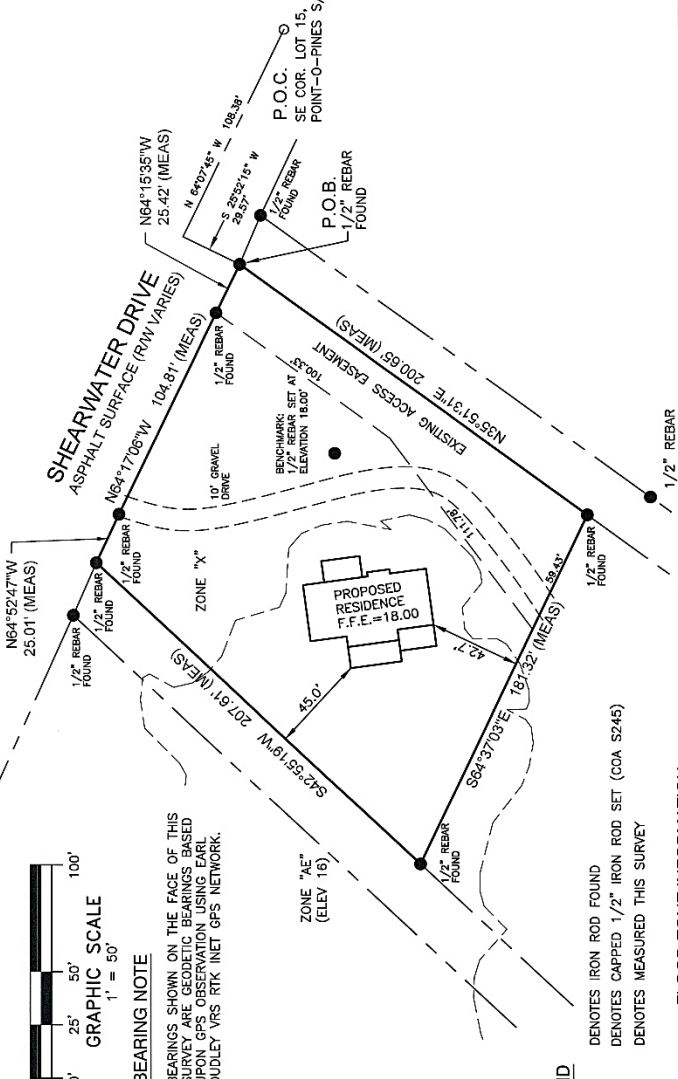 N64°15'35"W
25.42' (MEAS)
N 64°07'45" W 108.38'
P.O.C.
SE COR. LOT 15,
POINT-O-PINES S/
S 25°52'15" W
29.57'
1/2" REBAR
FOUND
P.O.B.
1/2" REBAR
FOUND
SHEARWATER DRIVE
ASPHALT SURFACE (R/W VARIES)
N64°17'06"W 104.81' (MEAS)
1/2" REBAR
FOUND
N64°52'47"W
25.01' (MEAS)
1/2" REBAR
FOUND
1/2" REBAR
FOUND
1/2" REBAR
FOUND
100.33'
EXISTING ACCESS EASEMENT
N35°51'31"E 200.65' (MEAS)
BENCHMARK:
1/2" REBAR SET AT
ELEVATION 18.00'
10' GRAVEL
DRIVE
ZONE "X"
111.78'
PROPOSED
RESIDENCE
F.F.E.=18.00
45.0'
42.7'
59.43'
S42°55'19"W 207.61' (MEAS)
S64°37'03"E, 181.32' (MEAS)
1/2" REBAR
FOUND
1/2" REBAR
1/2" REBAR
FOUND
ZONE "AE"
(ELEV 16)
0' 25' 50' 100'
GRAPHIC SCALE
1' = 50'
BEARING NOTE
BEARINGS SHOWN ON THE FACE OF THIS
SURVEY ARE GEODETIC BEARINGS BASED
UPON GPS OBSERVATION USING EARL
DUDLEY VRS RTK INET GPS NETWORK.
DENOTES IRON ROD FOUND
DENOTES CAPPED 1/2" IRON ROD SET (COA S245)
DENOTES MEASURED THIS SURVEY